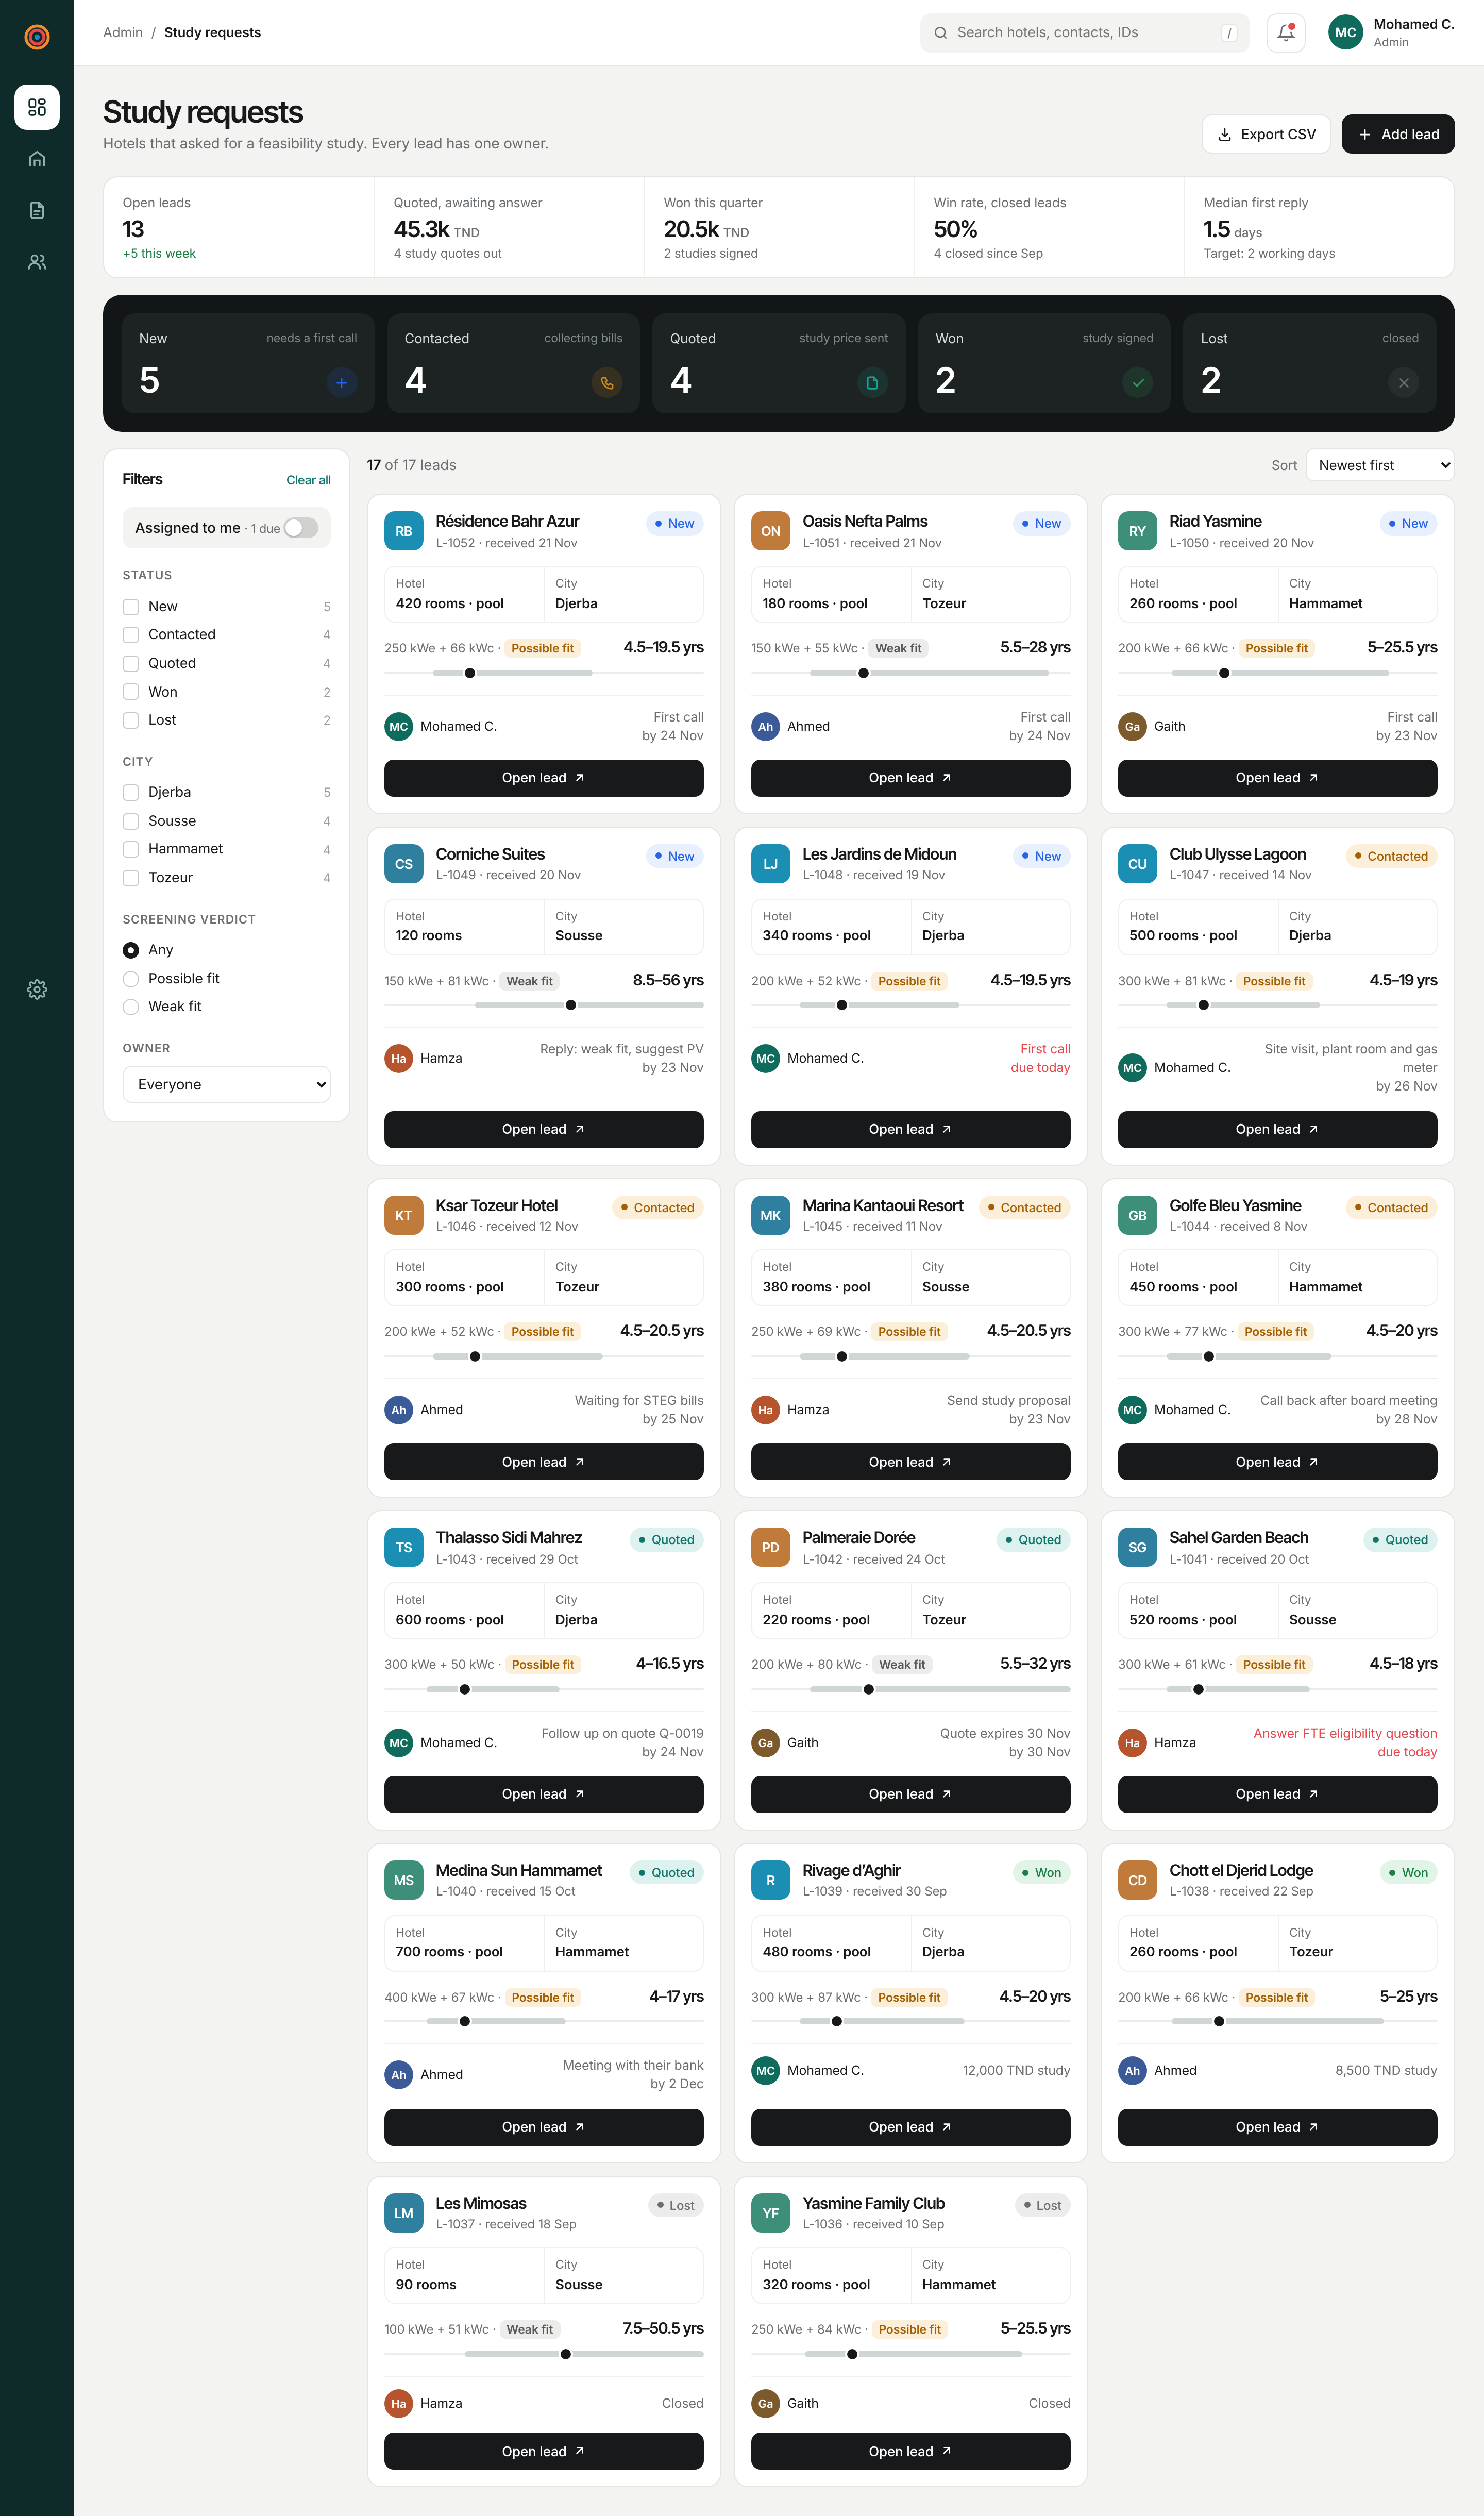 Admin / Study requests
Search hotels, contacts, IDs /
MC Mohamed C.
Admin
Study requests
Hotels that asked for a feasibility study. Every lead has one owner.
Export CSV
+ Add lead
Open leads
13
+5 this week
Quoted, awaiting answer
45.3k TND
4 study quotes out
Won this quarter
20.5k TND
2 studies signed
Win rate, closed leads
50%
4 closed since Sep
Median first reply
1.5 days
Target: 2 working days
New needs a first call
5
Contacted collecting bills
4
Quoted study price sent
4
Won study signed
2
Lost closed
2
Filters Clear all
Assigned to me · 1 due
STATUS
New 5
Contacted 4
Quoted 4
Won 2
Lost 2
CITY
Djerba 5
Sousse 4
Hammamet 4
Tozeur 4
SCREENING VERDICT
Any
Possible fit
Weak fit
OWNER
Everyone
17 of 17 leads
Sort Newest first
RB Résidence Bahr Azur New
L-1052 · received 21 Nov
Hotel City
420 rooms · pool Djerba
250 kWe + 66 kWc · Possible fit 4.5–19.5 yrs
MC Mohamed C. First call
by 24 Nov
Open lead
ON Oasis Nefta Palms New
L-1051 · received 21 Nov
Hotel City
180 rooms · pool Tozeur
150 kWe + 55 kWc · Weak fit 5.5–28 yrs
Ah Ahmed First call
by 24 Nov
Open lead
RY Riad Yasmine New
L-1050 · received 20 Nov
Hotel City
260 rooms · pool Hammamet
200 kWe + 66 kWc · Possible fit 5–25.5 yrs
Ga Gaith First call
by 23 Nov
Open lead
CS Corniche Suites New
L-1049 · received 20 Nov
Hotel City
120 rooms Sousse
150 kWe + 81 kWc · Weak fit 8.5–56 yrs
Ha Hamza Reply: weak fit, suggest PV
by 23 Nov
Open lead
LJ Les Jardins de Midoun New
L-1048 · received 19 Nov
Hotel City
340 rooms · pool Djerba
200 kWe + 52 kWc · Possible fit 4.5–19.5 yrs
MC Mohamed C. First call
due today
Open lead
CU Club Ulysse Lagoon Contacted
L-1047 · received 14 Nov
Hotel City
500 rooms · pool Djerba
300 kWe + 81 kWc · Possible fit 4.5–19 yrs
MC Mohamed C. Site visit, plant room and gas
meter
by 26 Nov
Open lead
KT Ksar Tozeur Hotel Contacted
L-1046 · received 12 Nov
Hotel City
300 rooms · pool Tozeur
200 kWe + 52 kWc · Possible fit 4.5–20.5 yrs
Ah Ahmed Waiting for STEG bills
by 25 Nov
Open lead
MK Marina Kantaoui Resort Contacted
L-1045 · received 11 Nov
Hotel City
380 rooms · pool Sousse
250 kWe + 69 kWc · Possible fit 4.5–20.5 yrs
Ha Hamza Send study proposal
by 23 Nov
Open lead
GB Golfe Bleu Yasmine Contacted
L-1044 · received 8 Nov
Hotel City
450 rooms · pool Hammamet
300 kWe + 77 kWc · Possible fit 4.5–20 yrs
MC Mohamed C. Call back after board meeting
by 28 Nov
Open lead
TS Thalasso Sidi Mahrez Quoted
L-1043 · received 29 Oct
Hotel City
600 rooms · pool Djerba
300 kWe + 50 kWc · Possible fit 4–16.5 yrs
MC Mohamed C. Follow up on quote Q-0019
by 24 Nov
Open lead
PD Palmeraie Dorée Quoted
L-1042 · received 24 Oct
Hotel City
220 rooms · pool Tozeur
200 kWe + 80 kWc · Weak fit 5.5–32 yrs
Ga Gaith Quote expires 30 Nov
by 30 Nov
Open lead
SG Sahel Garden Beach Quoted
L-1041 · received 20 Oct
Hotel City
520 rooms · pool Sousse
300 kWe + 61 kWc · Possible fit 4.5–18 yrs
Ha Hamza Answer FTE eligibility question
due today
Open lead
MS Medina Sun Hammamet Quoted
L-1040 · received 15 Oct
Hotel City
700 rooms · pool Hammamet
400 kWe + 67 kWc · Possible fit 4–17 yrs
Ah Ahmed Meeting with their bank
by 2 Dec
Open lead
R Rivage d’Aghir Won
L-1039 · received 30 Sep
Hotel City
480 rooms · pool Djerba
300 kWe + 87 kWc · Possible fit 4.5–20 yrs
MC Mohamed C. 12,000 TND study
Open lead
CD Chott el Djerid Lodge Won
L-1038 · received 22 Sep
Hotel City
260 rooms · pool Tozeur
200 kWe + 66 kWc · Possible fit 5–25 yrs
Ah Ahmed 8,500 TND study
Open lead
LM Les Mimosas Lost
L-1037 · received 18 Sep
Hotel City
90 rooms Sousse
100 kWe + 51 kWc · Weak fit 7.5–50.5 yrs
Ha Hamza Closed
Open lead
YF Yasmine Family Club Lost
L-1036 · received 10 Sep
Hotel City
320 rooms · pool Hammamet
250 kWe + 84 kWc · Possible fit 5–25.5 yrs
Ga Gaith Closed
Open lead